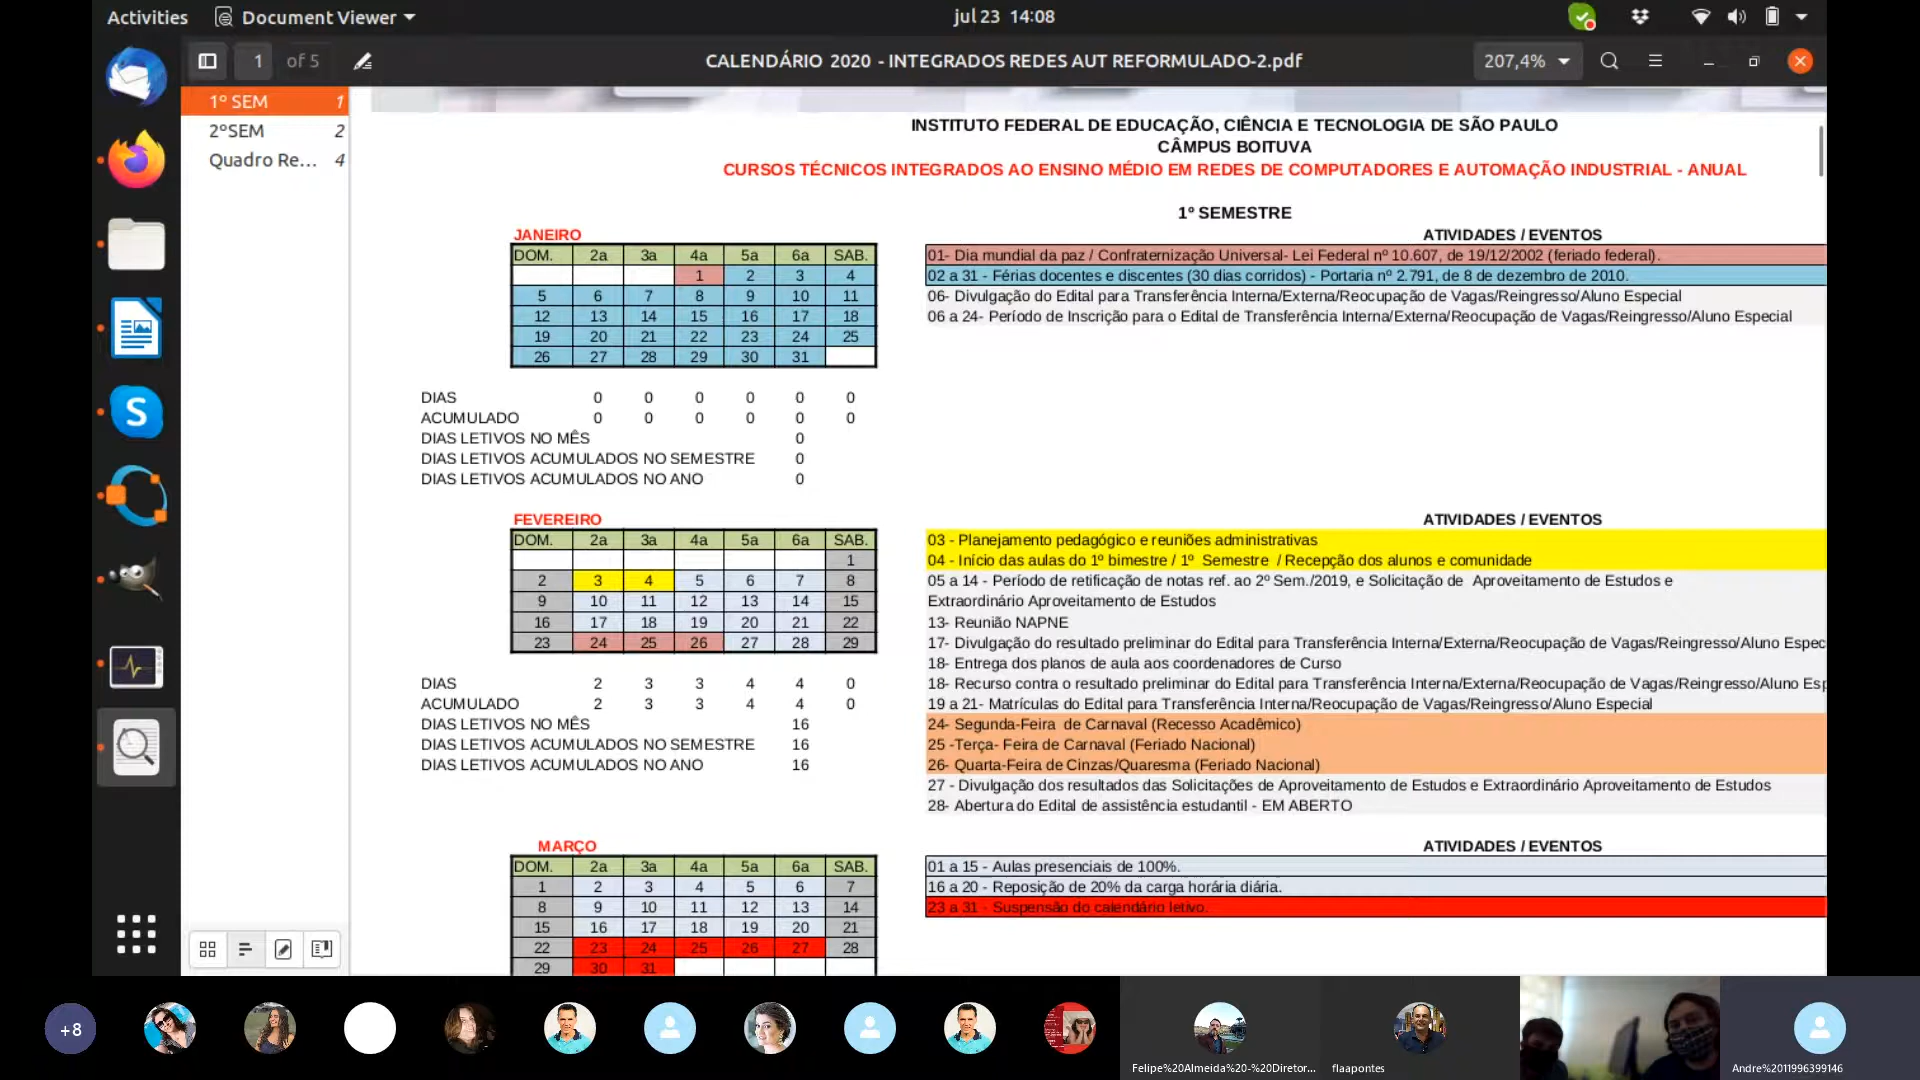 Activities
Document Viewer
jul 23 14:08
1 of 5
CALENDÁRIO 2020 - INTEGRADOS REDES AUT REFORMULADO-2.pdf
207,4%
1º SEM 1
2ºSEM 2
Quadro Re... 4
INSTITUTO FEDERAL DE EDUCAÇÃO, CIÊNCIA E TECNOLOGIA DE SÃO PAULO
CÂMPUS BOITUVA
CURSOS TÉCNICOS INTEGRADOS AO ENSINO MÉDIO EM REDES DE COMPUTADORES E AUTOMAÇÃO INDUSTRIAL - ANUAL
1º SEMESTRE
JANEIRO
DOM. 2a 3a 4a 5a 6a SAB.
1 2 3 4
5 6 7 8 9 10 11
12 13 14 15 16 17 18
19 20 21 22 23 24 25
26 27 28 29 30 31
DIAS 0 0 0 0 0 0
ACUMULADO 0 0 0 0 0 0
DIAS LETIVOS NO MÊS 0
DIAS LETIVOS ACUMULADOS NO SEMESTRE 0
DIAS LETIVOS ACUMULADOS NO ANO 0
ATIVIDADES / EVENTOS
01- Dia mundial da paz / Confraternização Universal- Lei Federal nº 10.607, de 19/12/2002 (feriado federal).
02 a 31 - Férias docentes e discentes (30 dias corridos) - Portaria nº 2.791, de 8 de dezembro de 2010.
06- Divulgação do Edital para Transferência Interna/Externa/Reocupação de Vagas/Reingresso/Aluno Especial
06 a 24- Período de Inscrição para o Edital de Transferência Interna/Externa/Reocupação de Vagas/Reingresso/Aluno Especial
FEVEREIRO
DOM. 2a 3a 4a 5a 6a SAB.
1
2 3 4 5 6 7 8
9 10 11 12 13 14 15
16 17 18 19 20 21 22
23 24 25 26 27 28 29
DIAS 2 3 3 4 4 0
ACUMULADO 2 3 3 4 4 0
DIAS LETIVOS NO MÊS 16
DIAS LETIVOS ACUMULADOS NO SEMESTRE 16
DIAS LETIVOS ACUMULADOS NO ANO 16
ATIVIDADES / EVENTOS
03 - Planejamento pedagógico e reuniões administrativas
04 - Início das aulas do 1º bimestre / 1º Semestre / Recepção dos alunos e comunidade
05 a 14 - Período de retificação de notas ref. ao 2º Sem./2019, e Solicitação de Aproveitamento de Estudos e
Extraordinário Aproveitamento de Estudos
13- Reunião NAPNE
17- Divulgação do resultado preliminar do Edital para Transferência Interna/Externa/Reocupação de Vagas/Reingresso/Aluno Espec
18- Entrega dos planos de aula aos coordenadores de Curso
18- Recurso contra o resultado preliminar do Edital para Transferência Interna/Externa/Reocupação de Vagas/Reingresso/Aluno Esp
19 a 21- Matrículas do Edital para Transferência Interna/Reocupação de Vagas/Reingresso/Aluno Especial
24- Segunda-Feira de Carnaval (Recesso Acadêmico)
25 -Terça- Feira de Carnaval (Feriado Nacional)
26- Quarta-Feira de Cinzas/Quaresma (Feriado Nacional)
27 - Divulgação dos resultados das Solicitações de Aproveitamento de Estudos e Extraordinário Aproveitamento de Estudos
28- Abertura do Edital de assistência estudantil - EM ABERTO
MARÇO
DOM. 2a 3a 4a 5a 6a SAB.
1 2 3 4 5 6 7
8 9 10 11 12 13 14
15 16 17 18 19 20 21
22 23 24 25 26 27 28
29 30 31
ATIVIDADES / EVENTOS
01 a 15 - Aulas presenciais de 100%.
16 a 20 - Reposição de 20% da carga horária diária.
23 a 31 - Suspensão do calendário letivo.
+8
Felipe%20Almeida%20-%20Diretor...
flaapontes
Andre%2011996399146